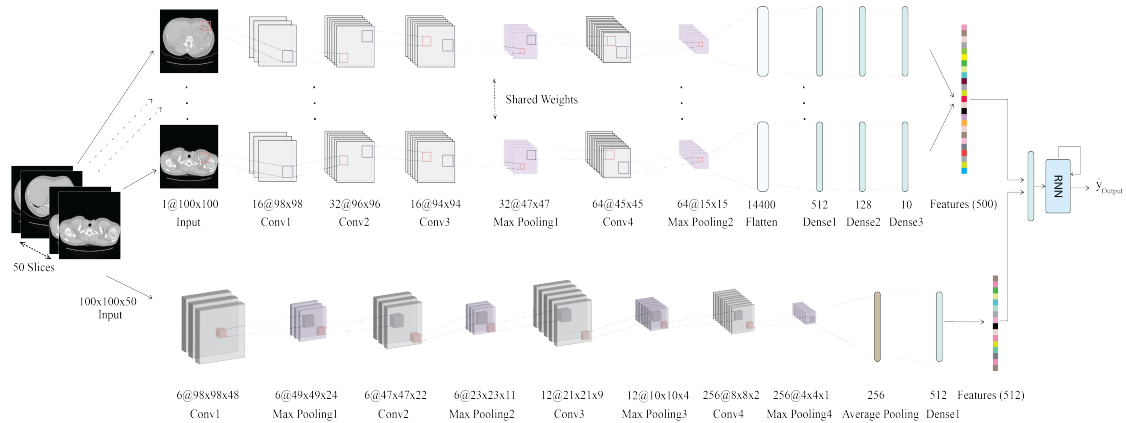 Shared Weights
1@100x100
Input
16@98x98
Conv1
32@96x96
Conv2
16@94x94
Conv3
32@47x47
Max Pooling1
64@45x45
Conv4
64@15x15
Max Pooling2
14400
Flatten
512
Dense1
128
Dense2
10
Dense3
Features (500)
RNN
yOutput
50 Slices
100x100x50
Input
6@98x98x48
Conv1
6@49x49x24
Max Pooling1
6@47x47x22
Conv2
6@23x23x11
Max Pooling2
12@21x21x9
Conv3
12@10x10x4
Max Pooling3
256@8x8x2
Conv4
256@4x4x1
Max Pooling4
256
Average Pooling
512
Dense1
Features (512)